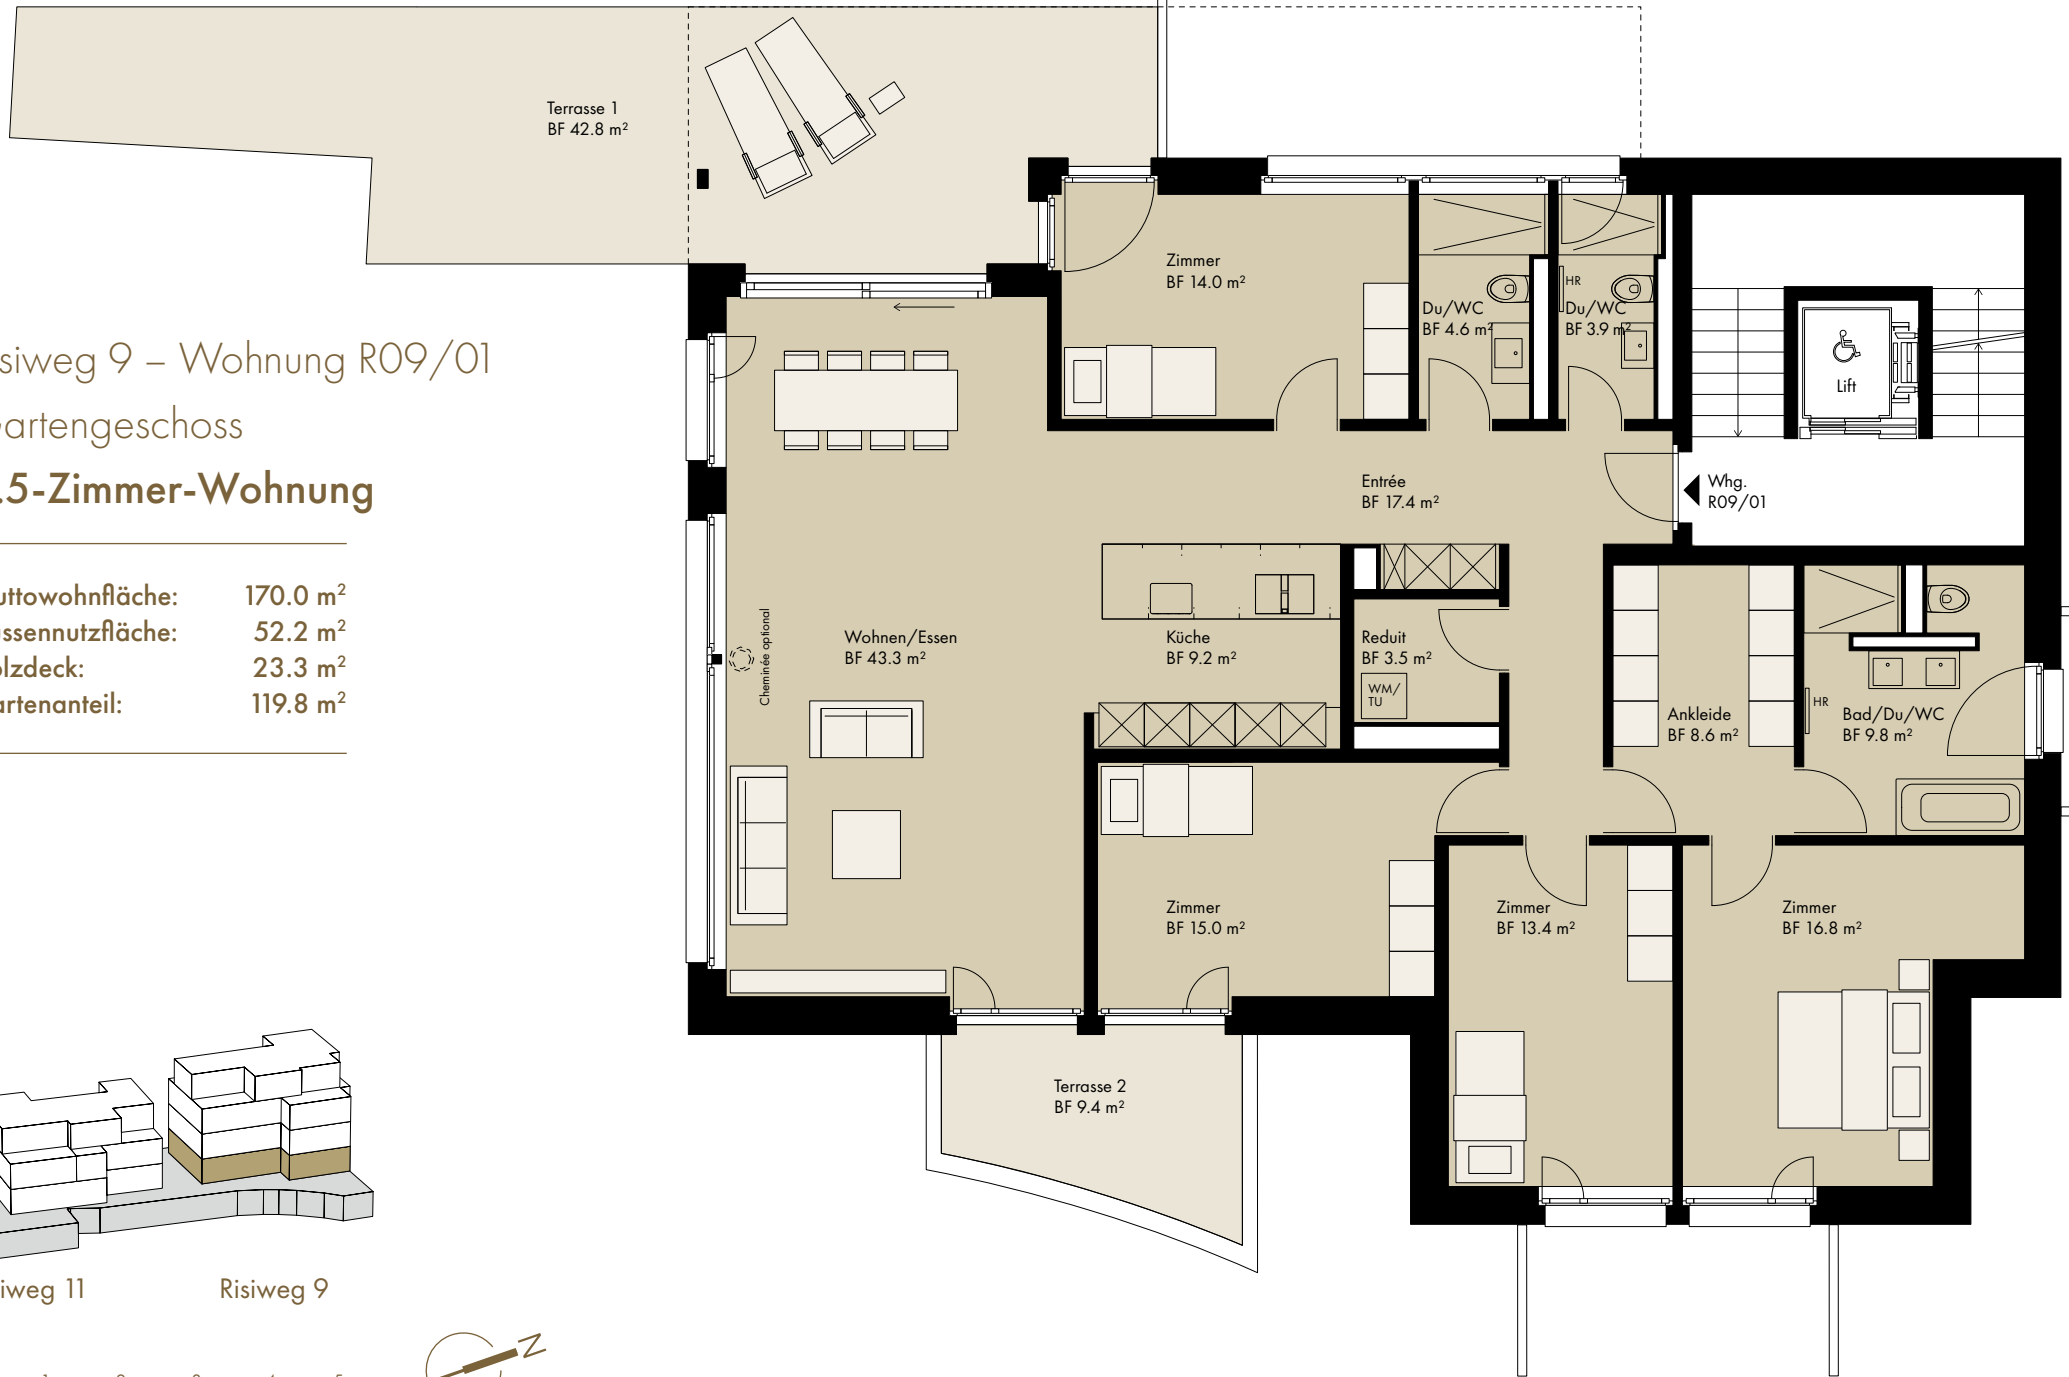 Terrasse 1
BF 42.8 m²
siweg 9 – Wohnung R09/01
artengeschoss
.5-Zimmer-Wohnung
uttowohnfläche: 170.0 m²
ussennutzfläche: 52.2 m²
olzdeck: 23.3 m²
artenanteil: 119.8 m²
Zimmer
BF 14.0 m²
Du/WC
BF 4.6 m²
HR
Du/WC
BF 3.9 m²
Lift
Entrée
BF 17.4 m²
Whg.
R09/01
Cheminée optional
Wohnen/Essen
BF 43.3 m²
Küche
BF 9.2 m²
Reduit
BF 3.5 m²
WM/
TU
Ankleide
BF 8.6 m²
HR
Bad/Du/WC
BF 9.8 m²
Zimmer
BF 15.0 m²
Zimmer
BF 13.4 m²
Zimmer
BF 16.8 m²
Terrasse 2
BF 9.4 m²
iweg 11
Risiweg 9
N